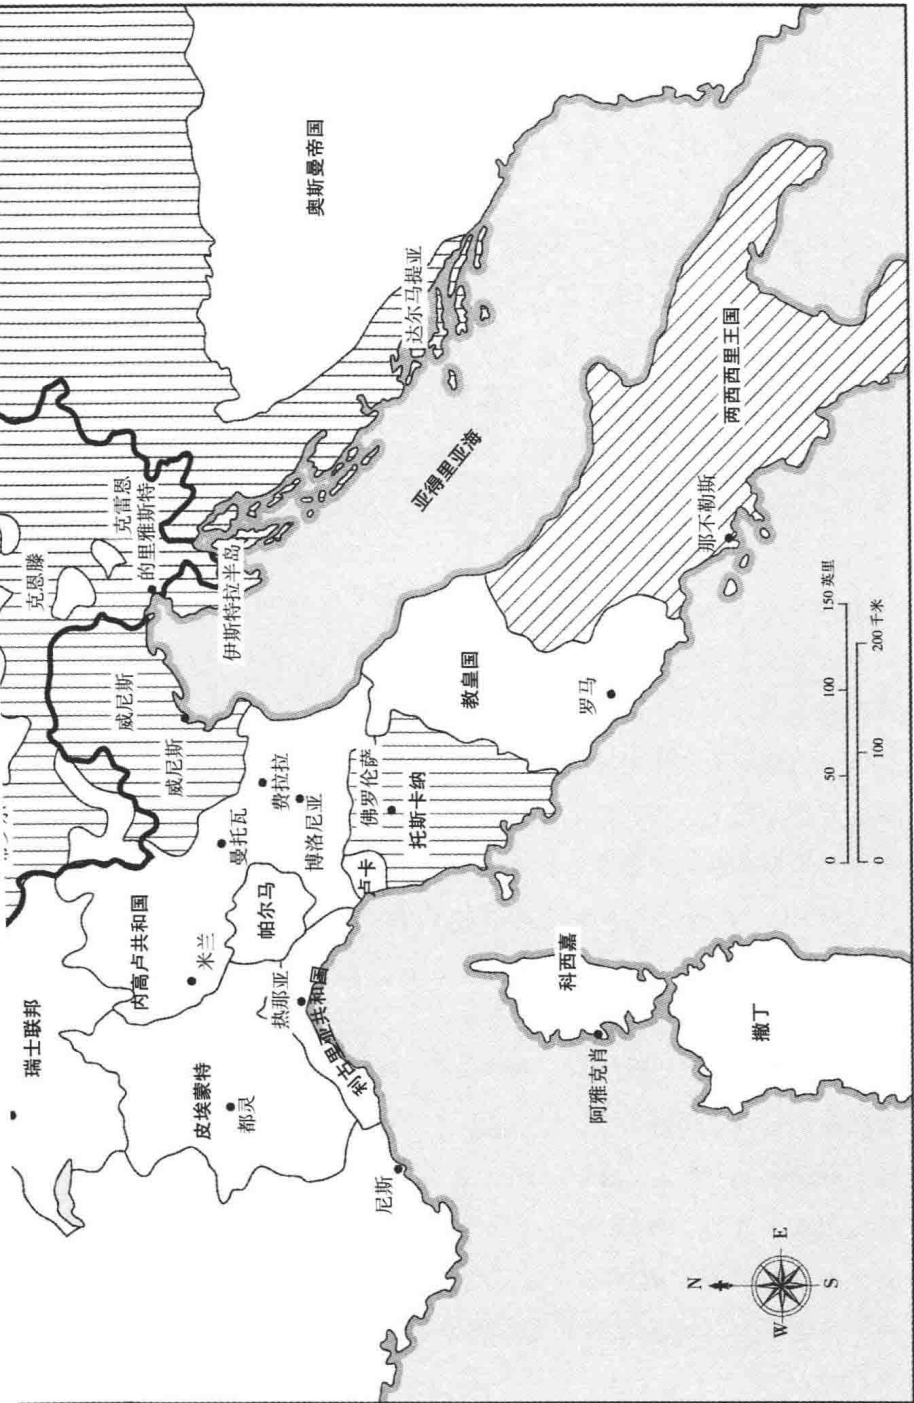 瑞士联邦
克恩滕
克雷恩
的里雅斯特
内高卢共和国
威尼斯
威尼斯
米兰
皮埃蒙特
都灵
曼托瓦
伊斯特拉半岛
帕尔马
费拉拉
博洛尼亚
热那亚
利古里亚共和国
奥斯曼帝国
卢卡
佛罗伦萨
托斯卡纳
达尔马提亚
尼斯
亚得里亚海
教皇国
罗马
科西嘉
阿雅克肖
那不勒斯
两西西里王国
撒丁
N
W
E
S
0 50 100 150 英里
0 100 200 千米